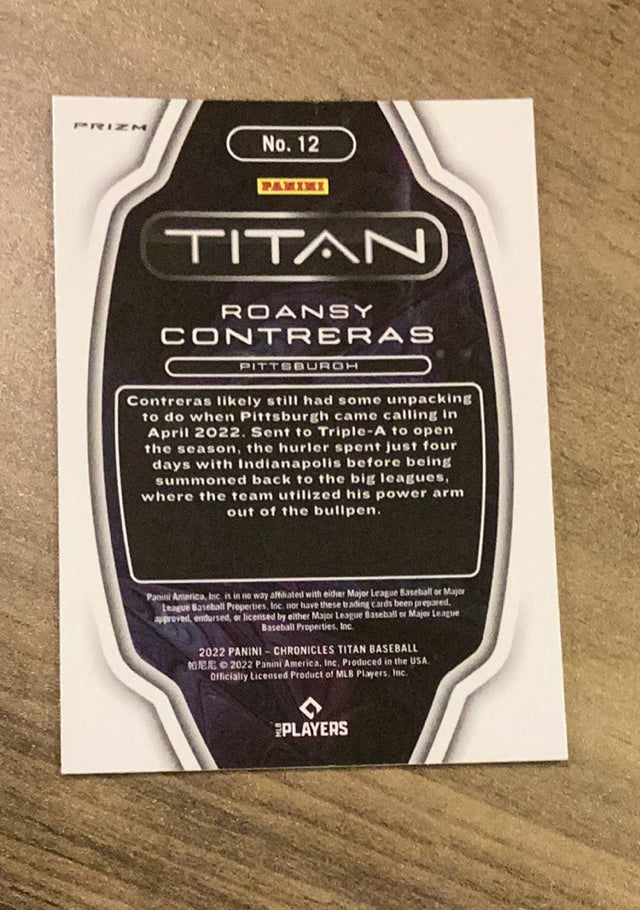 PRIZM
No. 12
PANINI
TITAN
ROANSY
CONTRERAS
PITTSBURGH
Contreras likely still had some unpacking
to do when Pittsburgh came calling in
April 2022. Sent to Triple-A to open
the season, the hurler spent just four
days with Indianapolis before being
summoned back to the big leagues,
where the team utilized his power arm
out of the bullpen.
Panini America, Inc. is in no way affiliated with either Major League Baseball or Major
League Baseball Properties, Inc. nor have these trading cards been prepared,
approved, endorsed, or licensed by either Major League Baseball or Major League
Baseball Properties, Inc.
2022 PANINI – CHRONICLES TITAN BASEBALL
帕尼尼 © 2022 Panini America, Inc. Produced in the USA.
Officially Licensed Product of MLB Players, Inc.
MLB PLAYERS